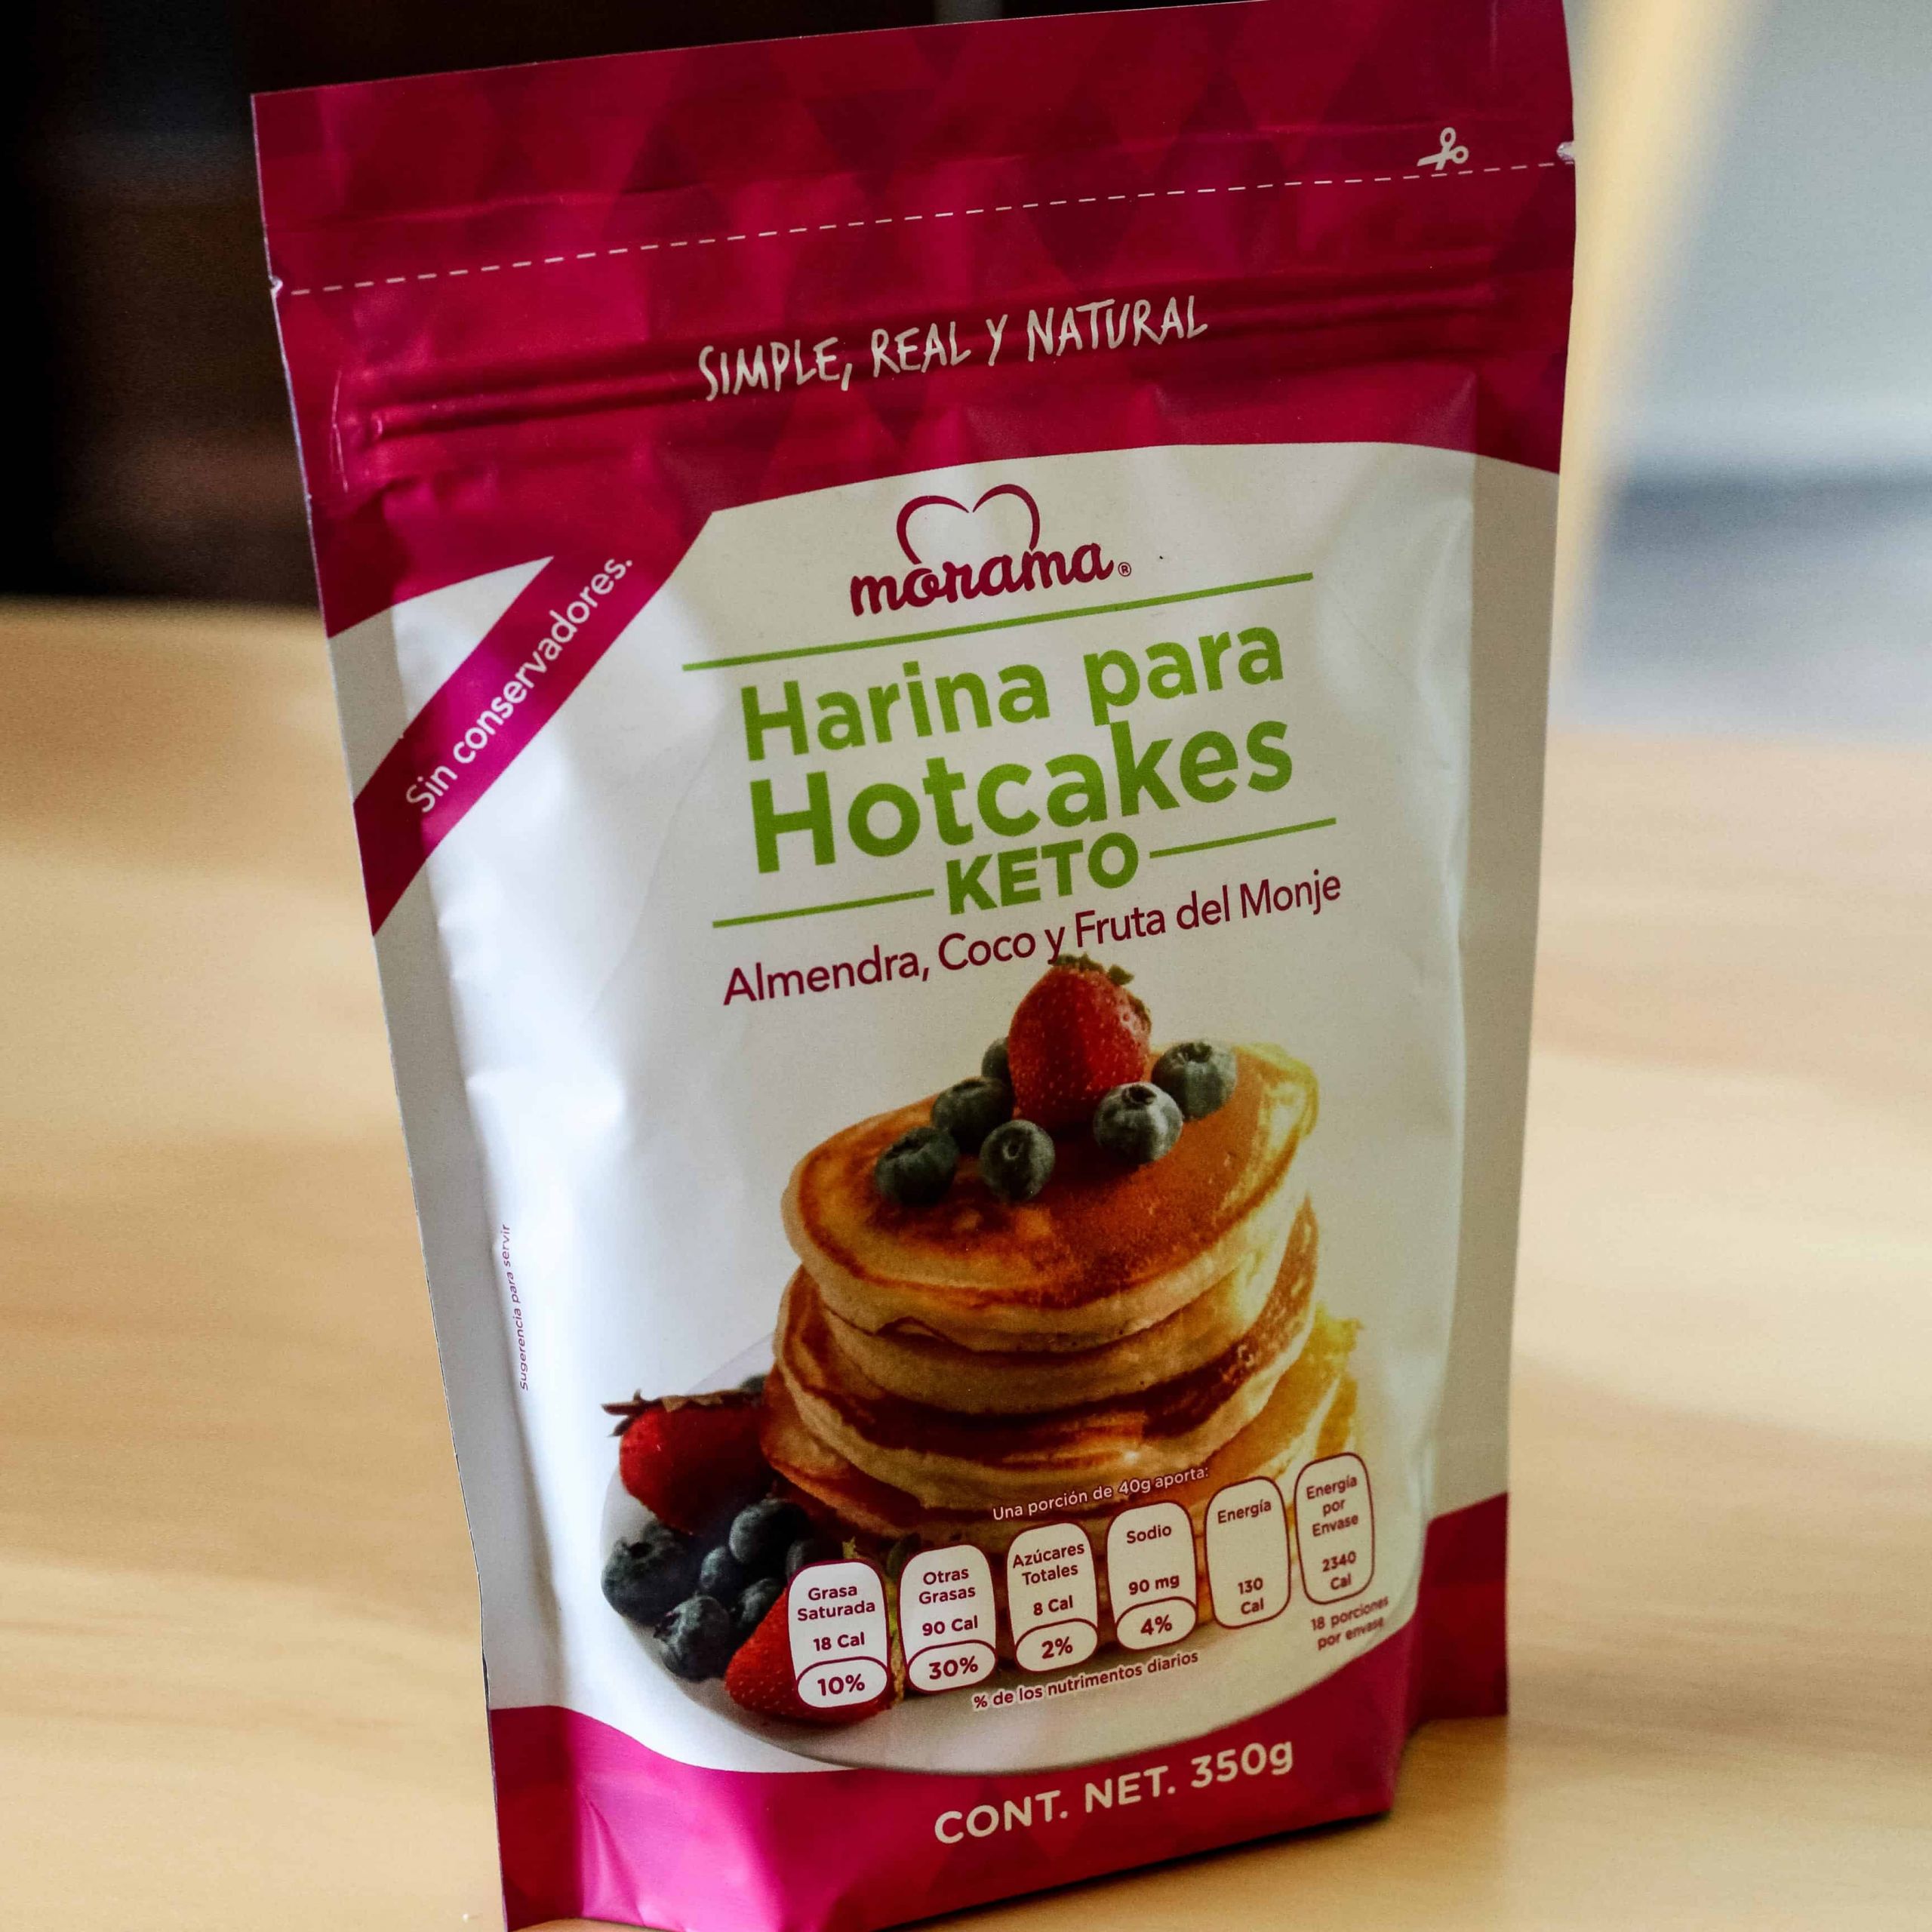 SIMPLE, REAL Y NATURAL
morama®
Sin conservadores.
Harina para
Hotcakes
KETO
Almendra, Coco y Fruta del Monje
Sugerencia para servir
Una porción de 40g aporta:
Grasa
Saturada
18 Cal
10%
Otras
Grasas
90 Cal
30%
Azúcares
Totales
8 Cal
2%
Sodio
90 mg
4%
Energía
130
Cal
Energía
por
Envase
2340
Cal
18 porciones
por envase
% de los nutrimentos diarios
CONT. NET. 350g